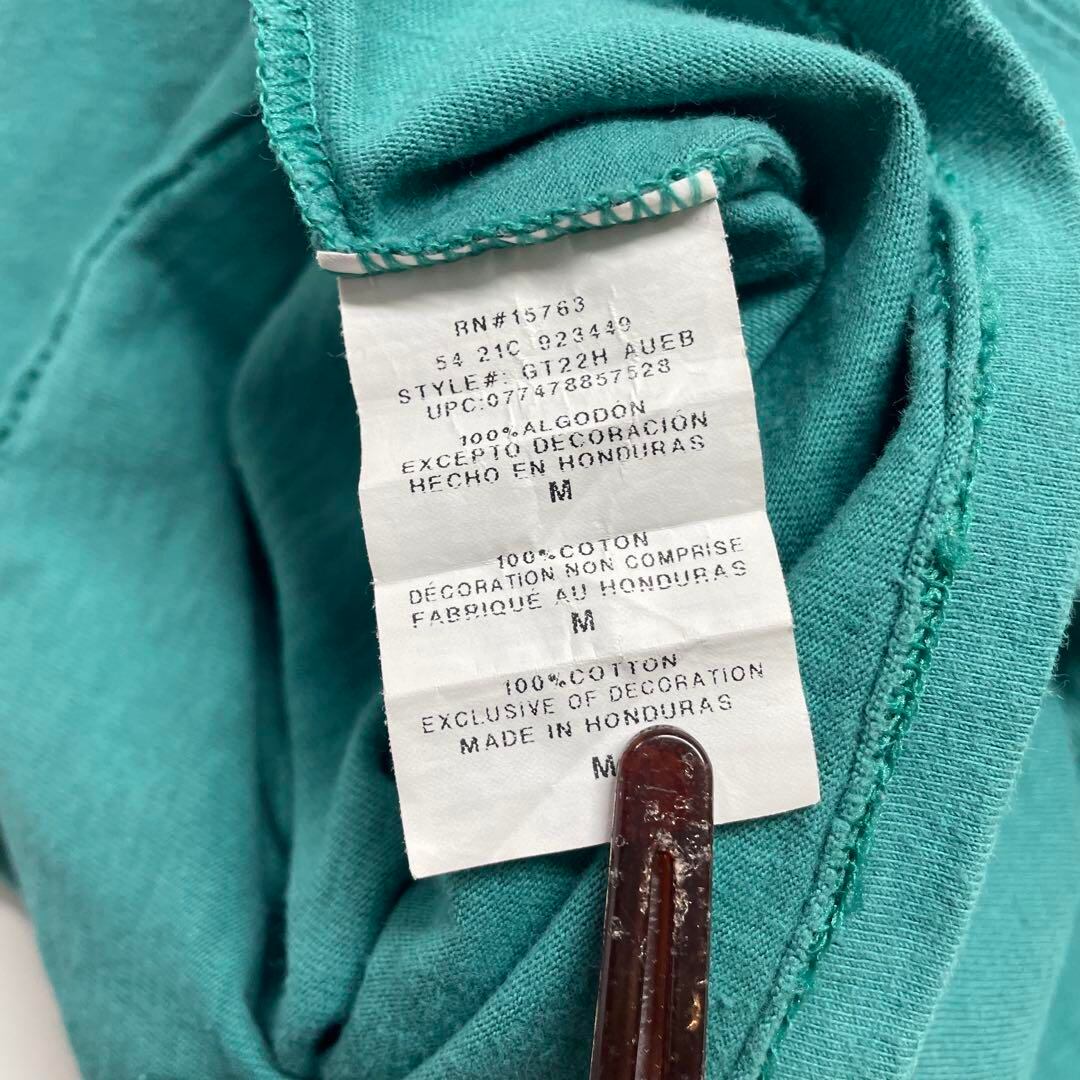 RN#15763
54 21C 923449
STYLE#: GT22H AUEB
UPC:077478857528
100%ALGODÓN
EXCEPTO DECORACIÓN
HECHO EN HONDURAS
M
100%COTON
DÉCORATION NON COMPRISE
FABRIQUÉ AU HONDURAS
M
100%COTTON
EXCLUSIVE OF DECORATION
MADE IN HONDURAS
M